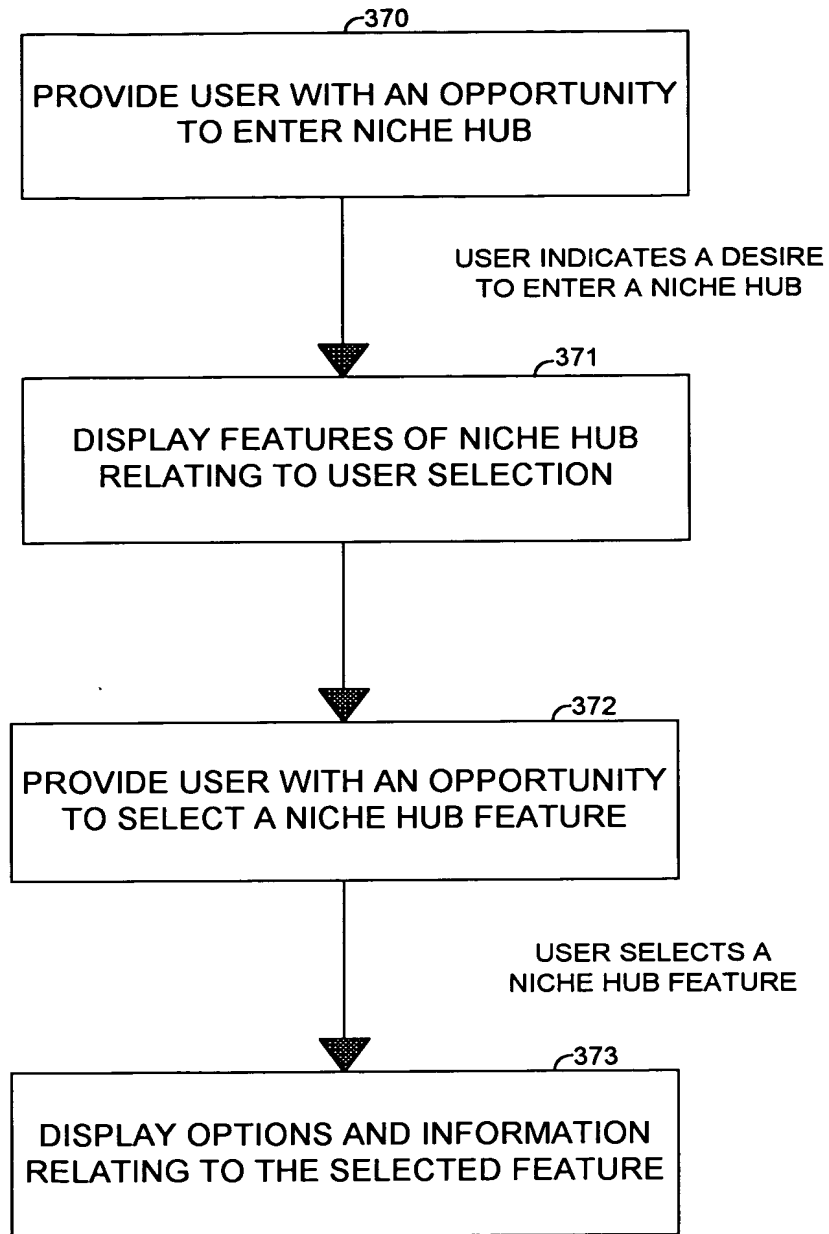 370
PROVIDE USER WITH AN OPPORTUNITY
TO ENTER NICHE HUB
USER INDICATES A DESIRE
TO ENTER A NICHE HUB
371
DISPLAY FEATURES OF NICHE HUB
RELATING TO USER SELECTION
372
PROVIDE USER WITH AN OPPORTUNITY
TO SELECT A NICHE HUB FEATURE
USER SELECTS A
NICHE HUB FEATURE
373
DISPLAY OPTIONS AND INFORMATION
RELATING TO THE SELECTED FEATURE